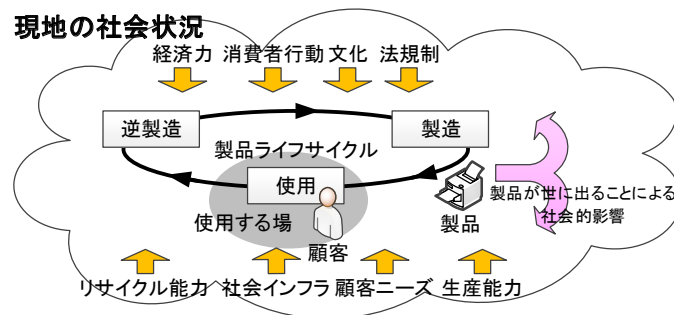 現地の社会状況
経済力 消費者行動 文化 法規制
逆製造
製造
製品ライフサイクル
使用
使用する場
顧客
製品
製品が世に出ることによる
社会的影響
リサイクル能力 社会インフラ 顧客ニーズ 生産能力